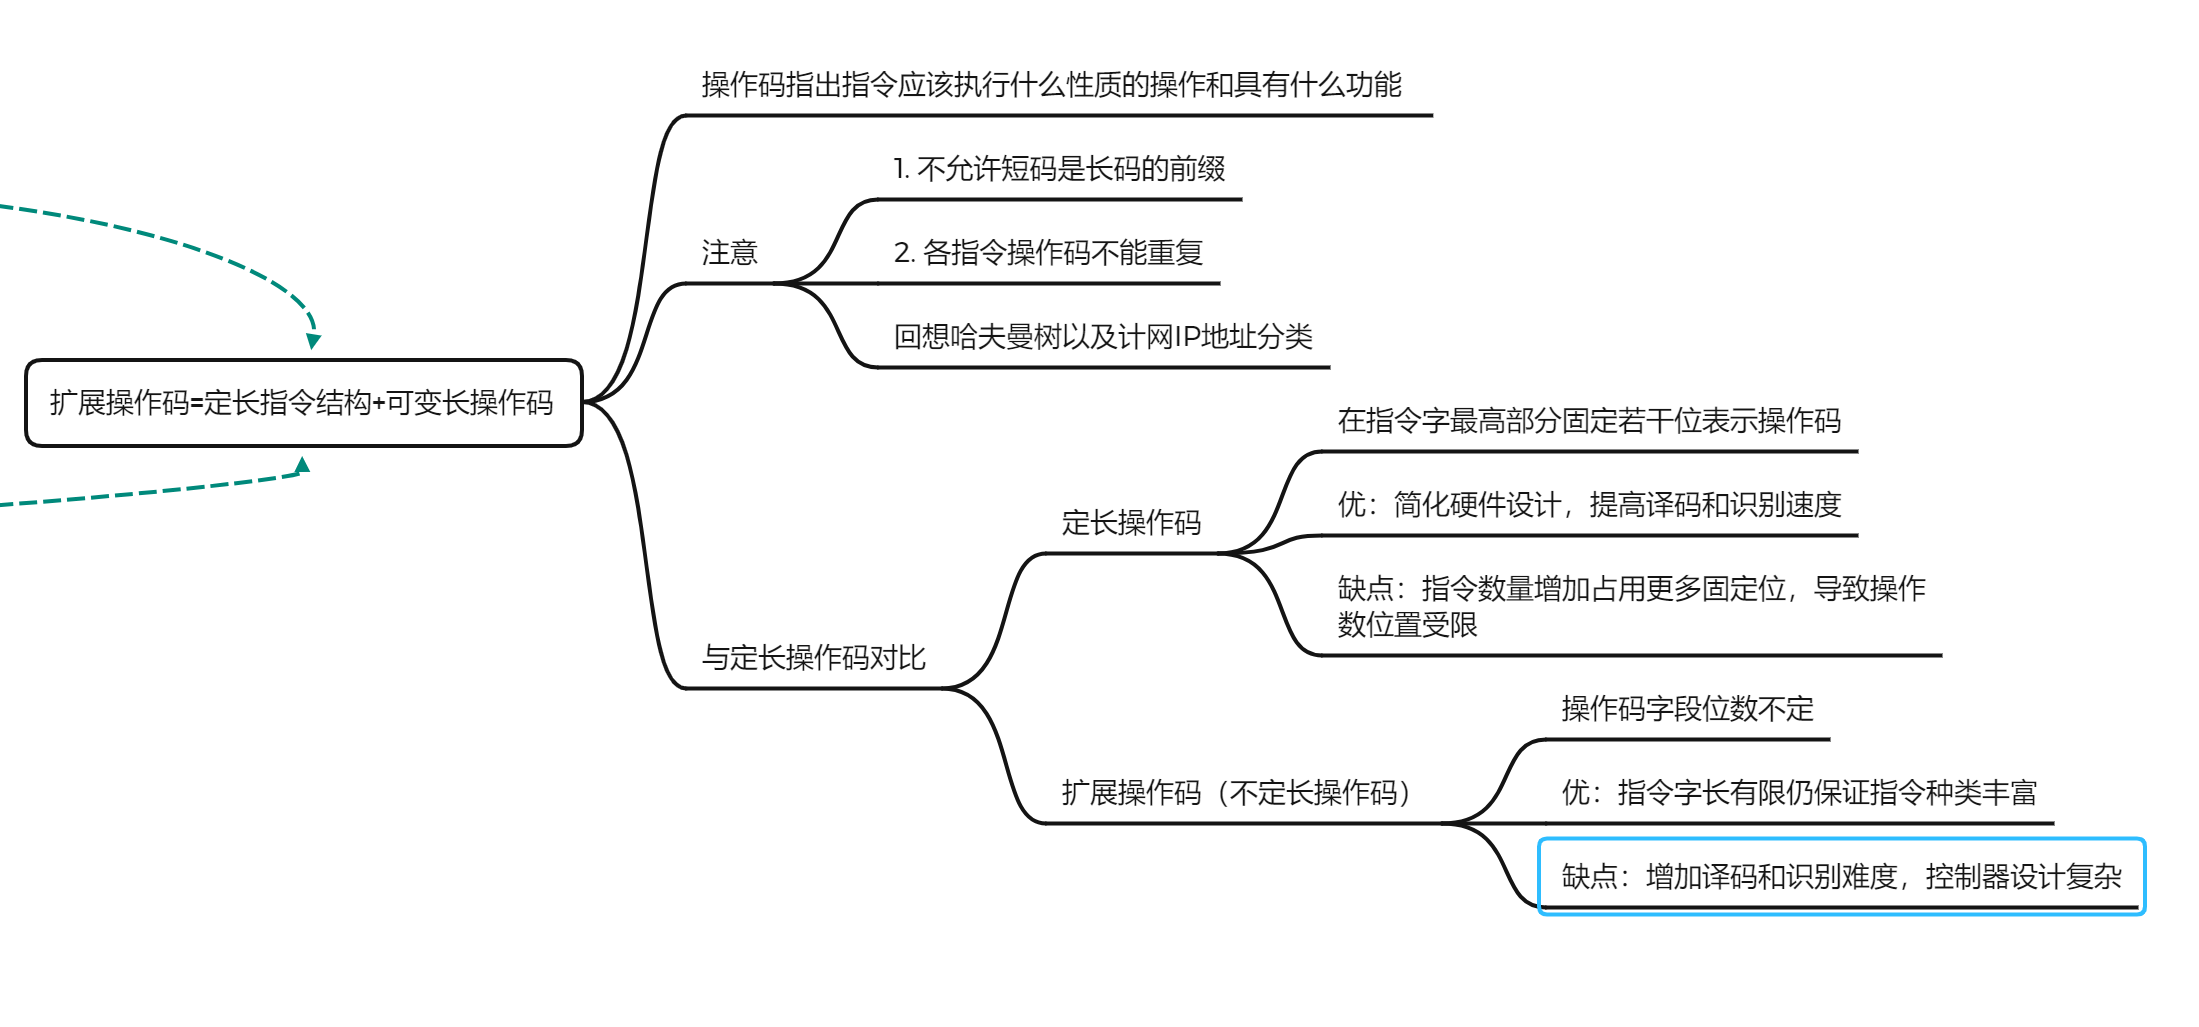 操作码指出指令应该执行什么性质的操作和具有什么功能
1. 不允许短码是长码的前缀
注意
2. 各指令操作码不能重复
回想哈夫曼树以及计网IP地址分类
扩展操作码=定长指令结构+可变长操作码
在指令字最高部分固定若干位表示操作码
优：简化硬件设计，提高译码和识别速度
定长操作码
缺点：指令数量增加占用更多固定位，导致操作
数位置受限
与定长操作码对比
操作码字段位数不定
扩展操作码（不定长操作码）
优：指令字长有限仍保证指令种类丰富
缺点：增加译码和识别难度，控制器设计复杂